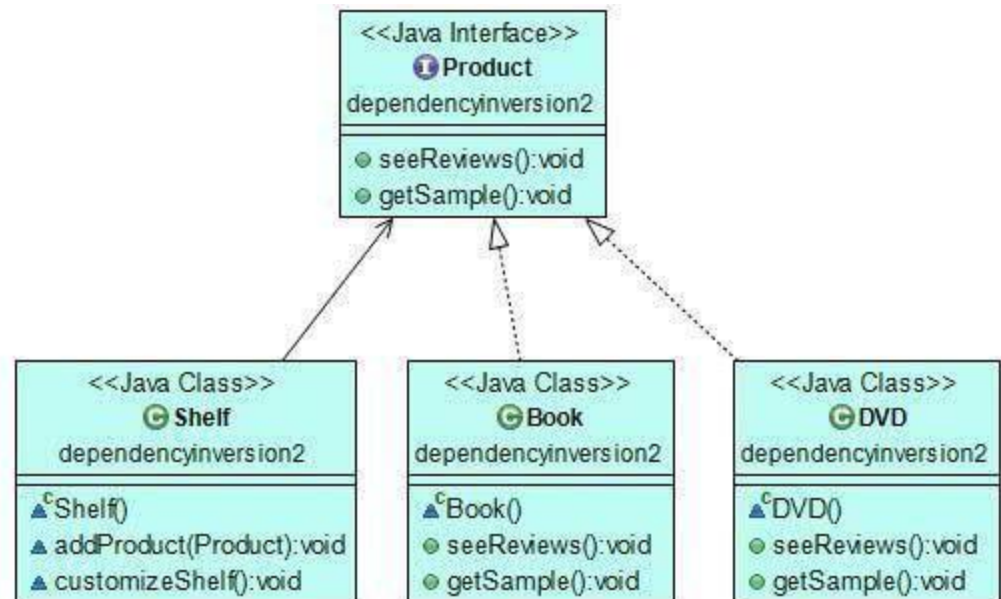 <<Java Interface>>
Product
dependencyinversion2
seeReviews():void
getSample():void
<<Java Class>>
Shelf
dependencyinversion2
Shelf()
addProduct(Product):void
customizeShelf():void
<<Java Class>>
Book
dependencyinversion2
Book()
seeReviews():void
getSample():void
<<Java Class>>
DVD
dependencyinversion2
DVD()
seeReviews():void
getSample():void